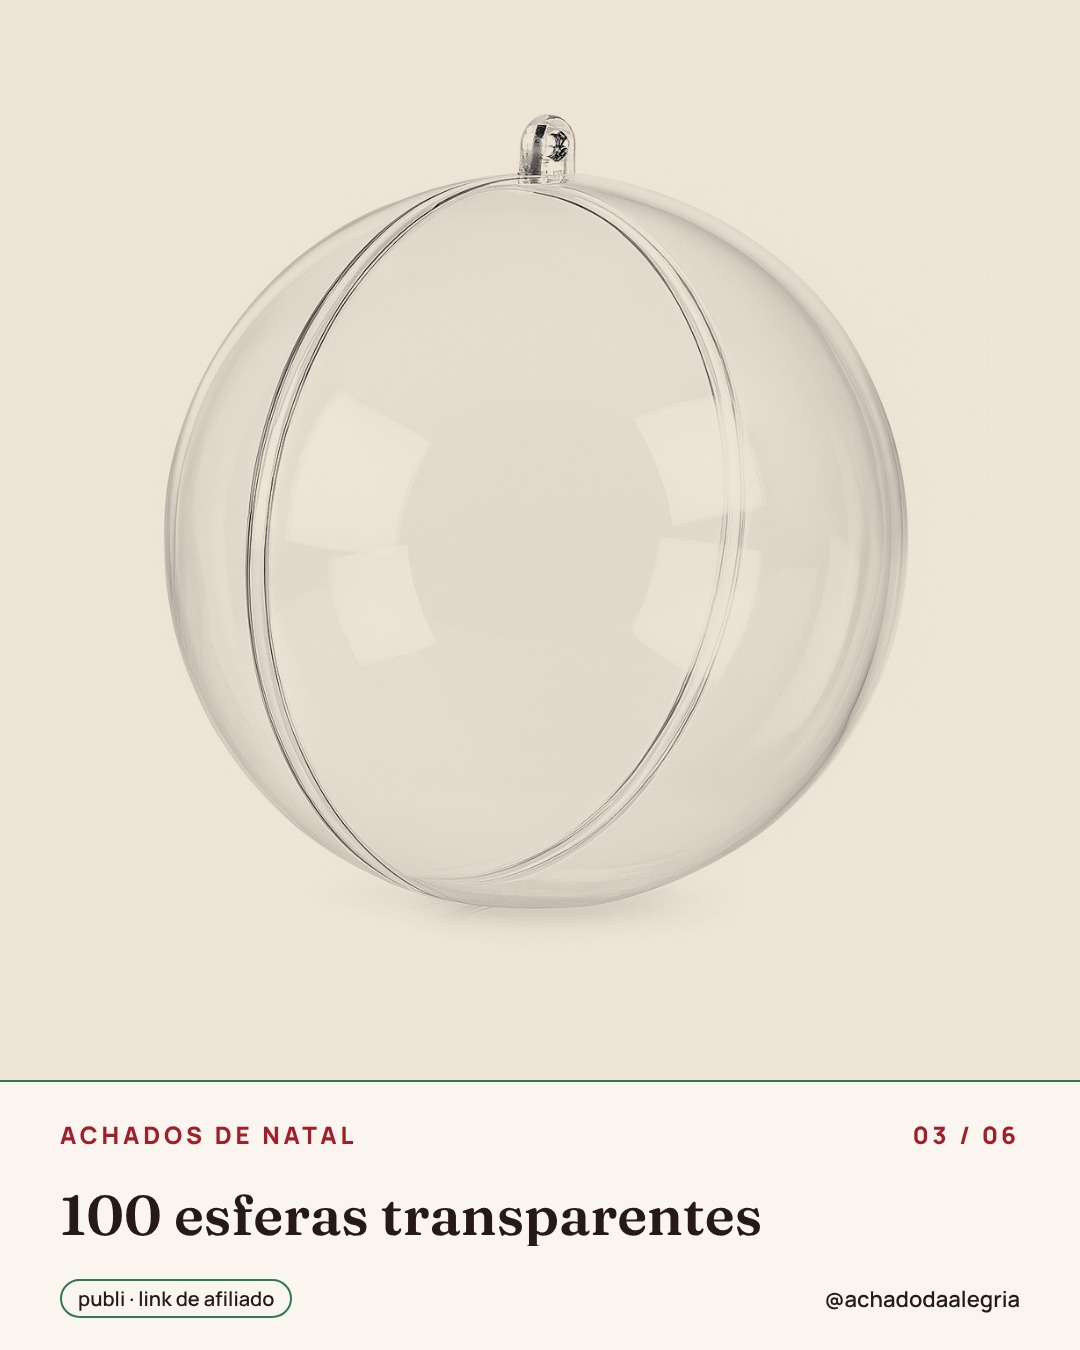 ACHADOS DE NATAL
03 / 06
100 esferas transparentes
publi · link de afiliado
@achadodaalegria